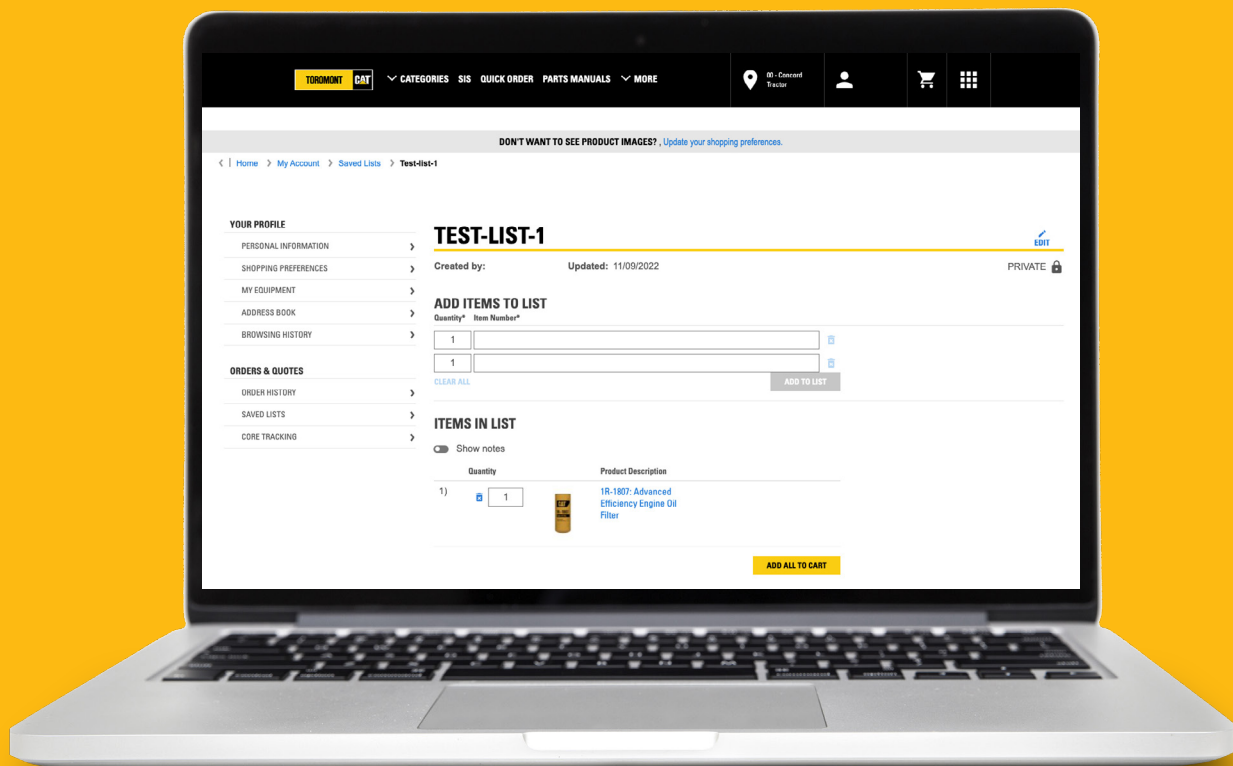 TOROMONT CAT
CATEGORIES SIS QUICK ORDER PARTS MANUALS MORE
00 - Concord
Tractor
DON'T WANT TO SEE PRODUCT IMAGES? , Update your shopping preferences.
Home > My Account > Saved Lists > Test-list-1
YOUR PROFILE
PERSONAL INFORMATION
SHOPPING PREFERENCES
MY EQUIPMENT
ADDRESS BOOK
BROWSING HISTORY
ORDERS & QUOTES
ORDER HISTORY
SAVED LISTS
CORE TRACKING
TEST-LIST-1
EDIT
Created by: Updated: 11/09/2022
PRIVATE
ADD ITEMS TO LIST
Quantity* Item Number*
1
1
CLEAR ALL
ADD TO LIST
ITEMS IN LIST
Show notes
Quantity Product Description
1) 1
CAT
1R-1807: Advanced
Efficiency Engine Oil
Filter
ADD ALL TO CART